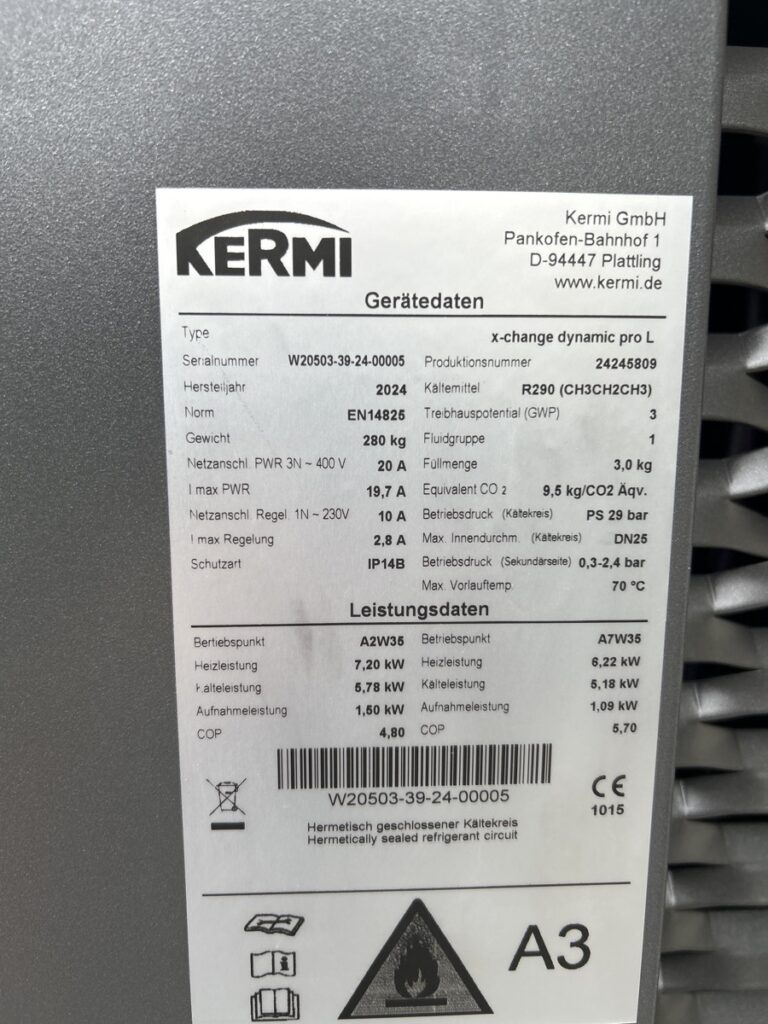 KERMI
Kermi GmbH
Pankofen-Bahnhof 1
D-94447 Plattling
www.kermi.de
Gerätedaten
Type x-change dynamic pro L
Serialnummer W20503-39-24-00005 Produktionsnummer 24245809
Herstelljahr 2024 Kältemittel R290 (CH3CH2CH3)
Norm EN14825 Treibhauspotential (GWP) 3
Gewicht 280 kg Fluidgruppe 1
Netzanschl. PWR 3N ~ 400 V 20 A Füllmenge 3,0 kg
I max PWR 19,7 A Equivalent CO 2 9,5 kg/CO2 Äqv.
Netzanschl. Regel. 1N ~ 230V 10 A Betriebsdruck (Kältekreis) PS 29 bar
I max Regelung 2,8 A Max. Innendurchm. (Kältekreis) DN25
Schutzart IP14B Betriebsdruck (Sekundärseite) 0,3-2,4 bar
Max. Vorlauftemp. 70 °C
Leistungsdaten
Bertiebspunkt A2W35 Betriebspunkt A7W35
Heizleistung 7,20 kW Heizleistung 6,22 kW
Kälteleistung 5,78 kW Kälteleistung 5,18 kW
Aufnahmeleistung 1,50 kW Aufnahmeleistung 1,09 kW
COP 4,80 COP 5,70
W20503-39-24-00005
CE
1015
Hermetisch geschlossener Kältekreis
Hermetically sealed refrigerant circuit
A3